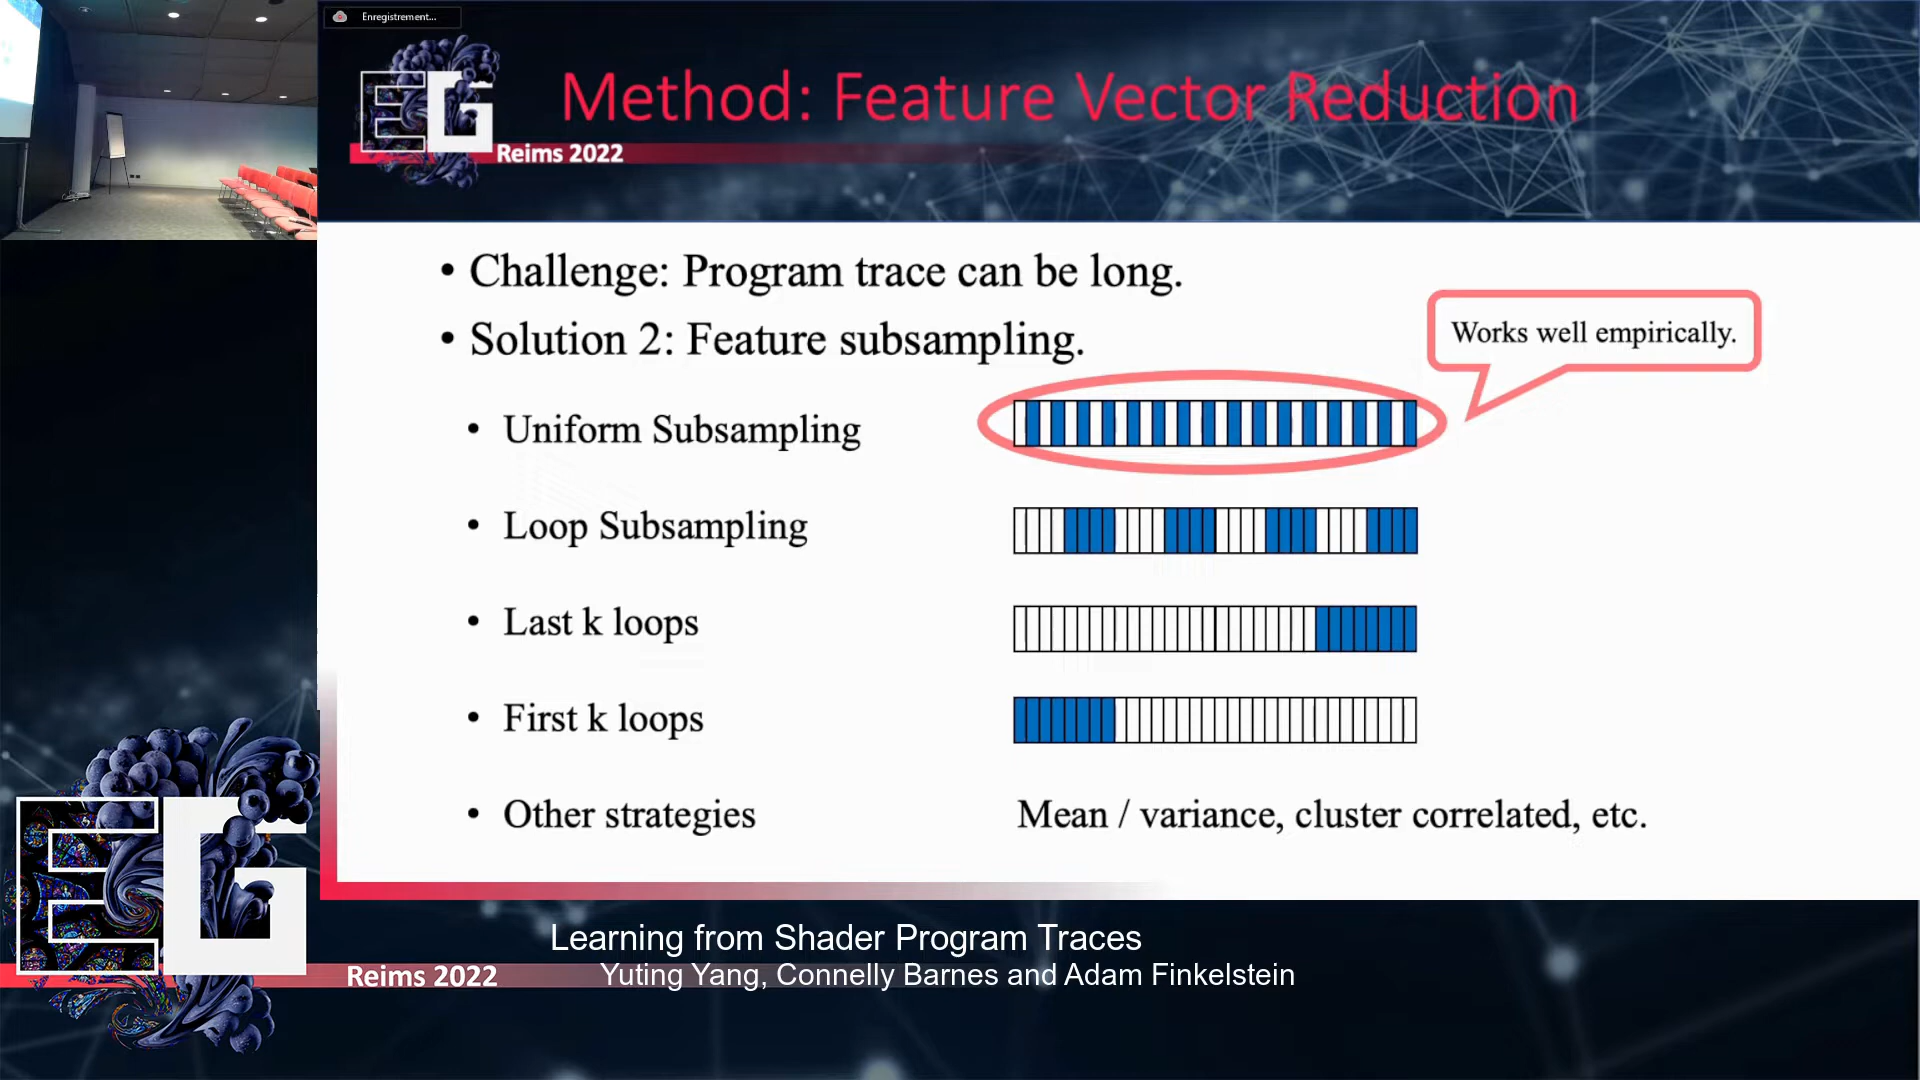 Enregistrement...
EG
Method: Feature Vector Reduction
Reims 2022
• Challenge: Program trace can be long.
• Solution 2: Feature subsampling.
Works well empirically.
• Uniform Subsampling
• Loop Subsampling
• Last k loops
• First k loops
• Other strategies
Mean / variance, cluster correlated, etc.
EG
Learning from Shader Program Traces
Reims 2022
Yuting Yang, Connelly Barnes and Adam Finkelstein